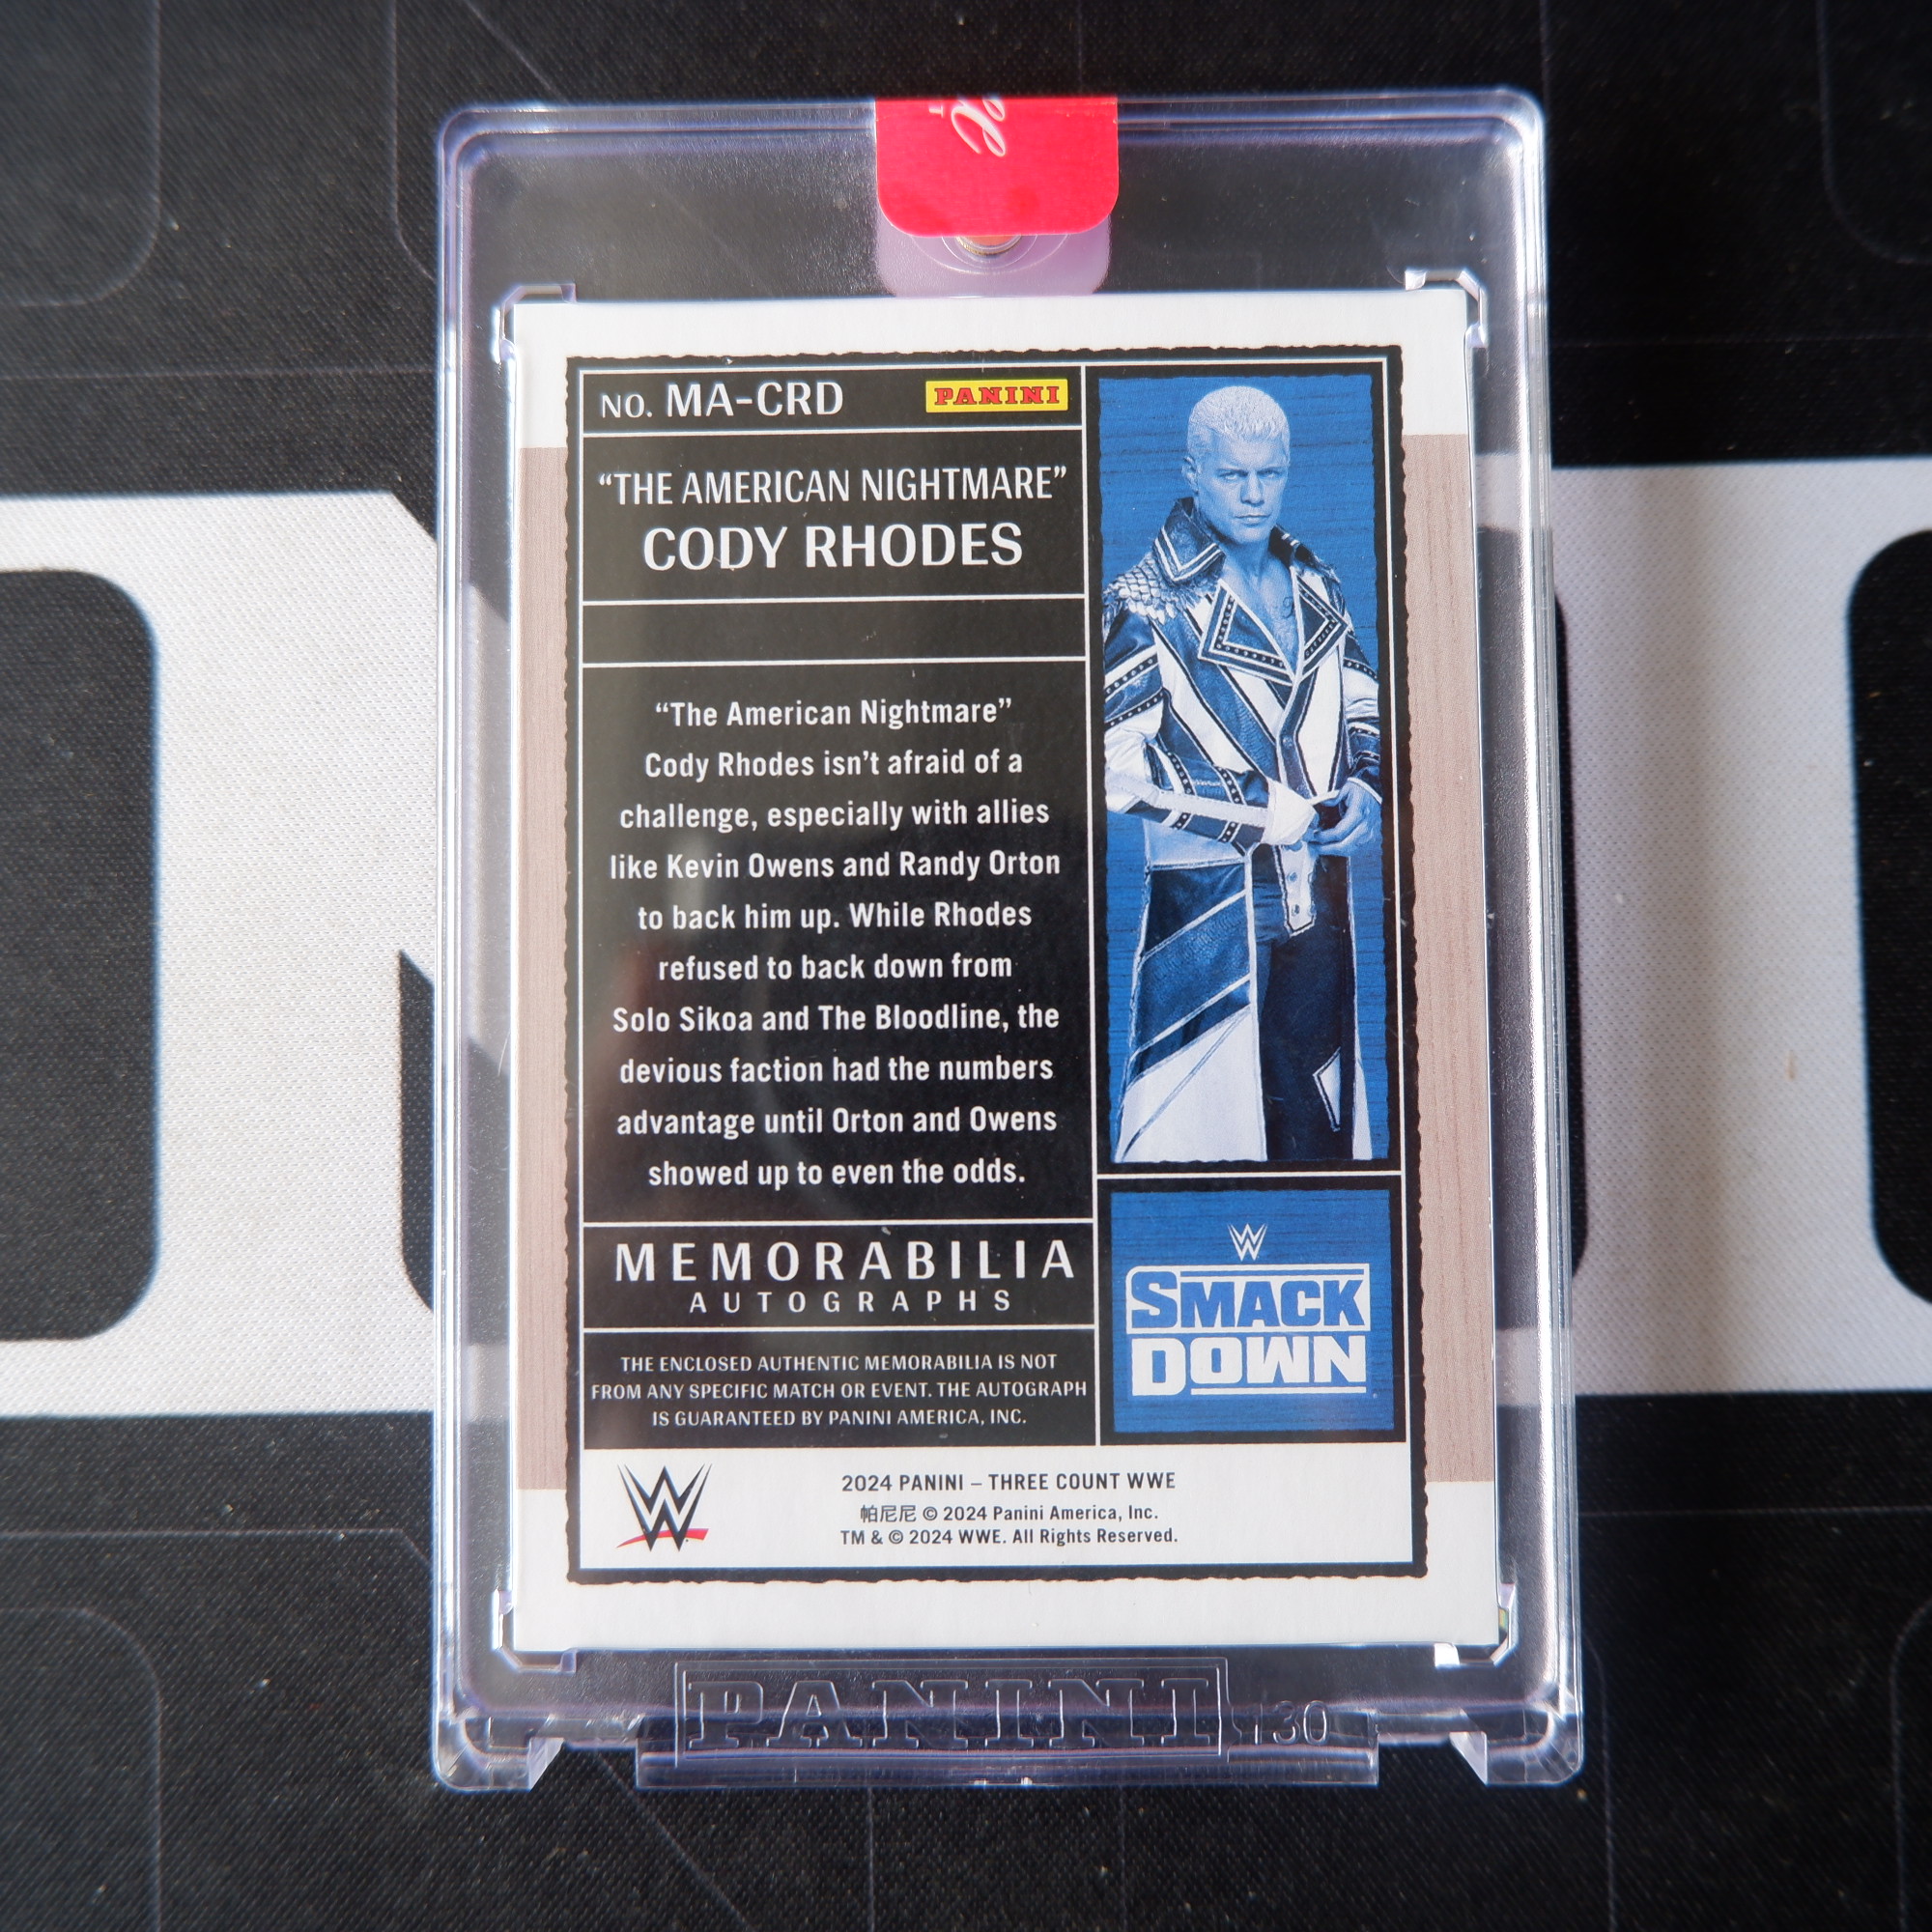 NO. MA-CRD
PANINI
“THE AMERICAN NIGHTMARE”
CODY RHODES
“The American Nightmare”
Cody Rhodes isn’t afraid of a
challenge, especially with allies
like Kevin Owens and Randy Orton
to back him up. While Rhodes
refused to back down from
Solo Sikoa and The Bloodline, the
devious faction had the numbers
advantage until Orton and Owens
showed up to even the odds.
MEMORABILIA
AUTOGRAPHS
THE ENCLOSED AUTHENTIC MEMORABILIA IS NOT
FROM ANY SPECIFIC MATCH OR EVENT. THE AUTOGRAPH
IS GUARANTEED BY PANINI AMERICA, INC.
W
SMACK
DOWN
W
2024 PANINI – THREE COUNT WWE
帕尼尼 © 2024 Panini America, Inc.
TM & © 2024 WWE. All Rights Reserved.
PANINI 130